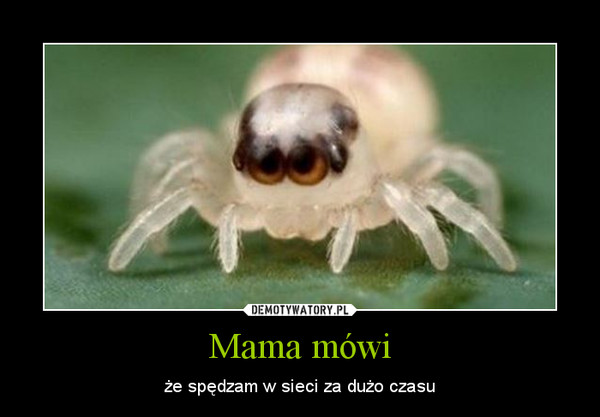 DEMOTYWATORY.PL
Mama mówi
że spędzam w sieci za dużo czasu